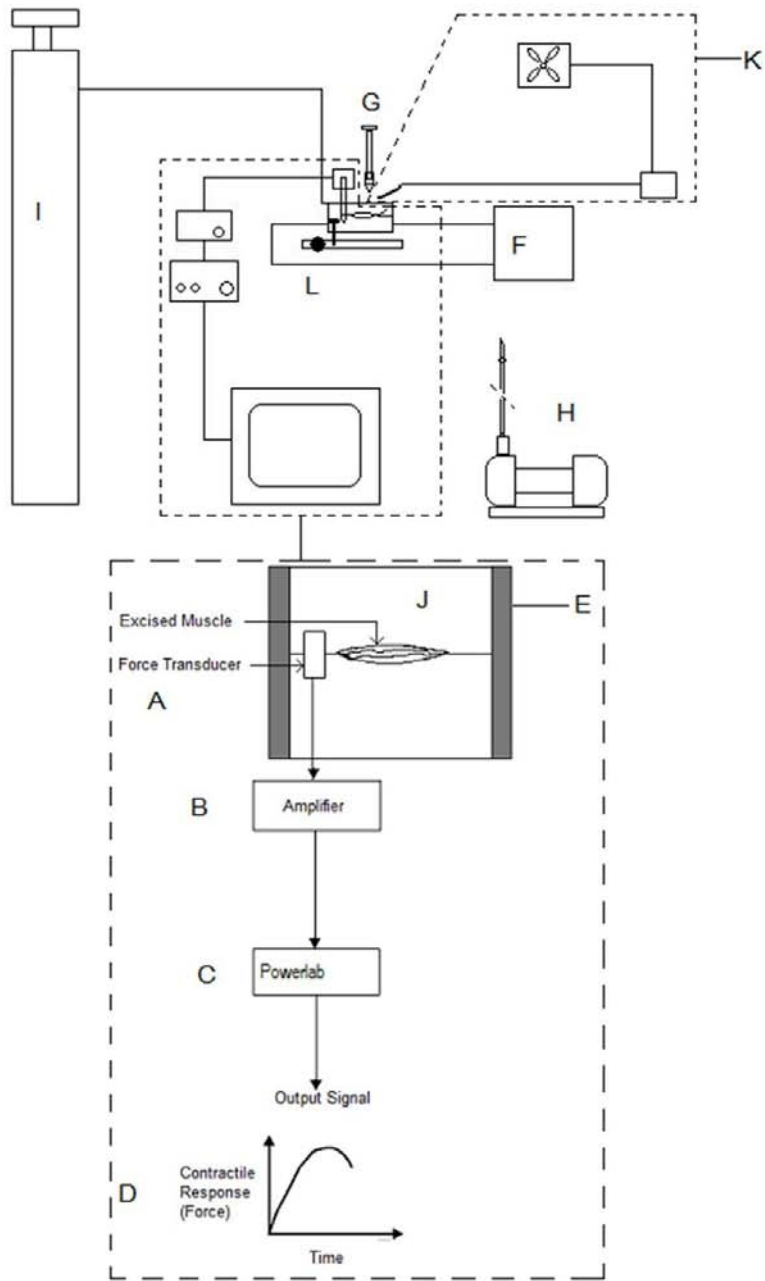 K
G
I
F
L
H
J
Excised Muscle
E
Force Transducer
A
B
Amplifier
C
Powerlab
Output Signal
D
Contractile
Response
(Force)
Time